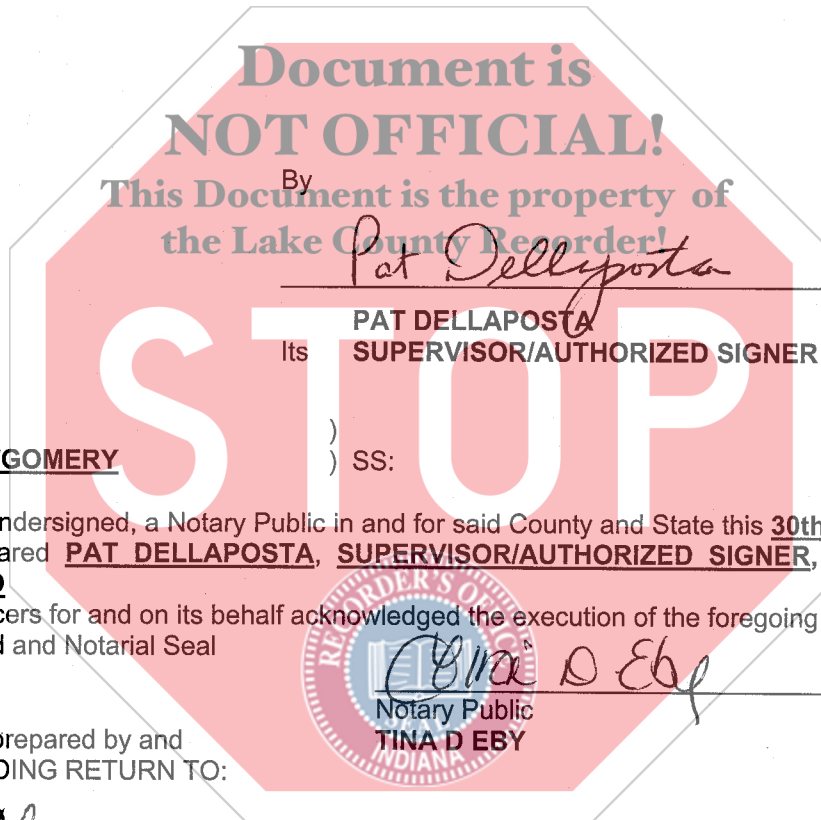 Document is
NOT OFFICIAL!
By
This Document is the property of
the Lake County Recorder!
Pat Dellaposta
PAT DELLAPOSTA
Its SUPERVISOR/AUTHORIZED SIGNER
STOP
)
GOMERY ) SS:
ndersigned, a Notary Public in and for said County and State this 30th
ared PAT DELLAPOSTA, SUPERVISOR/AUTHORIZED SIGNER,
cers for and on its behalf acknowledged the execution of the foregoing
d and Notarial Seal
RECORDER'S OFFICE
SEAL
INDIANA
Tina D Eby
Notary Public
TINA D EBY
prepared by and
DING RETURN TO: